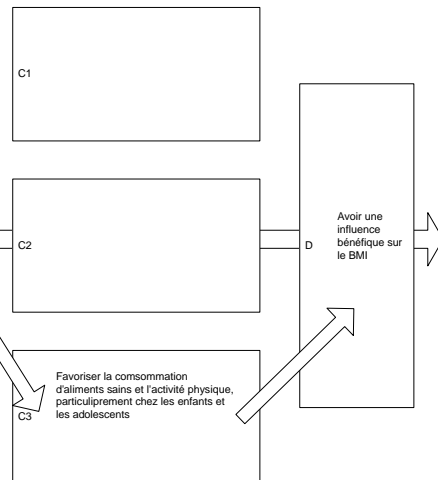 C1
C2
D
Avoir une
influence
bénéfique sur
le BMI
C3
Favoriser la comsommation
d'aliments sains et l'activité physique,
particuliprement chez les enfants et
les adolescents